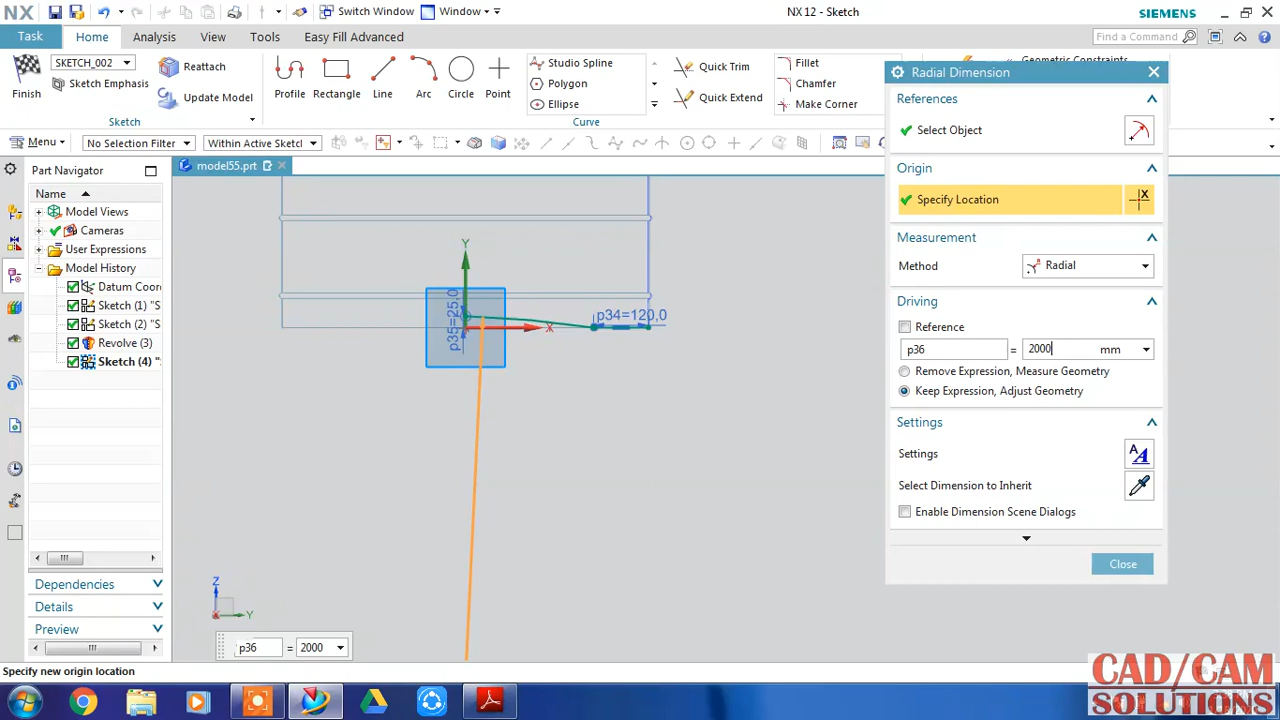 NX
Switch Window
Window
NX 12 - Sketch
SIEMENS
Task
Home
Analysis
View
Tools
Easy Fill Advanced
Find a Command
SKETCH_002
Reattach
Sketch Emphasis
Finish
Update Model
Sketch
Profile
Rectangle
Line
Arc
Circle
Point
Studio Spline
Polygon
Ellipse
Curve
Quick Trim
Quick Extend
Fillet
Chamfer
Make Corner
Geometric Constraints
Menu
No Selection Filter
Within Active Sketcl
Part Navigator
model55.prt
Name
Model Views
Cameras
User Expressions
Model History
Datum Coor
Sketch (1) "S
Sketch (2) "S
Revolve (3)
Sketch (4) "
Dependencies
Details
Preview
Y
X
p35=25,0
p34=120,0
Z
Y
X
p36 = 2000
Radial Dimension
References
Select Object
Origin
Specify Location
Measurement
Method
Radial
Driving
Reference
p36 = 2000 mm
Remove Expression, Measure Geometry
Keep Expression, Adjust Geometry
Settings
Settings
Select Dimension to Inherit
Enable Dimension Scene Dialogs
Close
Specify new origin location
CAD/CAM
SOLUTIONS